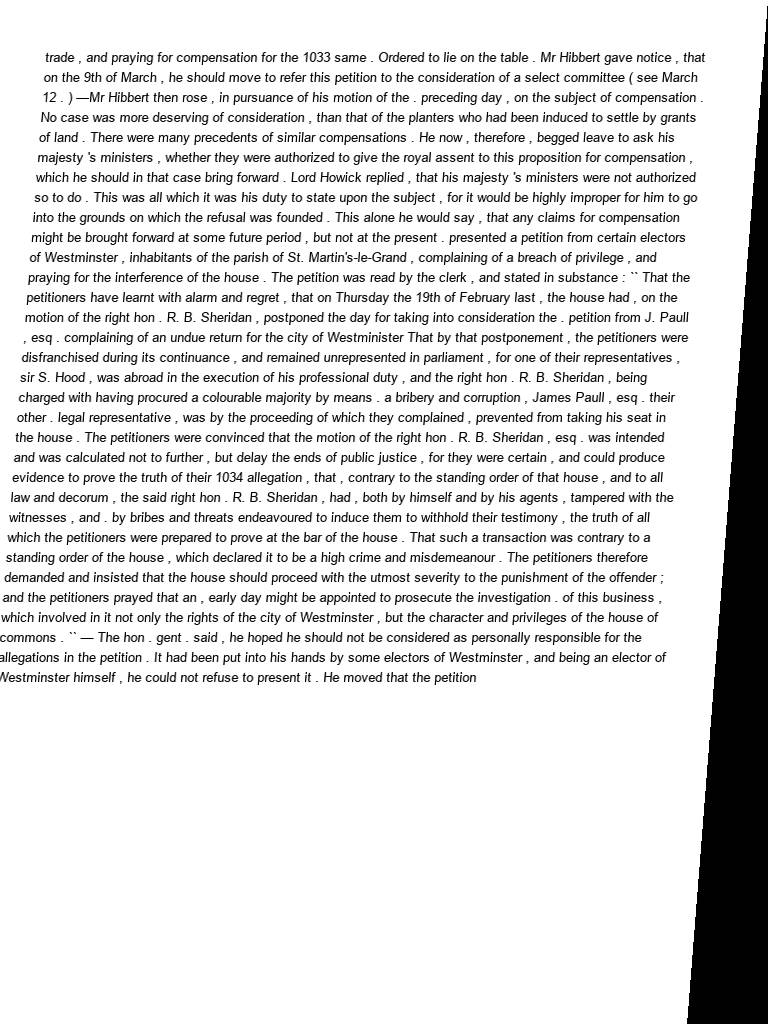 trade , and praying for compensation for the 1033 same . Ordered to lie on the table . Mr Hibbert gave notice , that
on the 9th of March , he should move to refer this petition to the consideration of a select committee ( see March
12 . ) —Mr Hibbert then rose , in pursuance of his motion of the . preceding day , on the subject of compensation .
No case was more deserving of consideration , than that of the planters who had been induced to settle by grants
of land . There were many precedents of similar compensations . He now , therefore , begged leave to ask his
majesty 's ministers , whether they were authorized to give the royal assent to this proposition for compensation ,
which he should in that case bring forward . Lord Howick replied , that his majesty 's ministers were not authorized
so to do . This was all which it was his duty to state upon the subject , for it would be highly improper for him to go
into the grounds on which the refusal was founded . This alone he would say , that any claims for compensation
might be brought forward at some future period , but not at the present . presented a petition from certain electors
of Westminster , inhabitants of the parish of St. Martin's-le-Grand , complaining of a breach of privilege , and
praying for the interference of the house . The petition was read by the clerk , and stated in substance : `` That the
petitioners have learnt with alarm and regret , that on Thursday the 19th of February last , the house had , on the
motion of the right hon . R. B. Sheridan , postponed the day for taking into consideration the . petition from J. Paull
, esq . complaining of an undue return for the city of Westminister That by that postponement , the petitioners were
disfranchised during its continuance , and remained unrepresented in parliament , for one of their representatives ,
sir S. Hood , was abroad in the execution of his professional duty , and the right hon . R. B. Sheridan , being
charged with having procured a colourable majority by means . a bribery and corruption , James Paull , esq . their
other . legal representative , was by the proceeding of which they complained , prevented from taking his seat in
the house . The petitioners were convinced that the motion of the right hon . R. B. Sheridan , esq . was intended
and was calculated not to further , but delay the ends of public justice , for they were certain , and could produce
evidence to prove the truth of their 1034 allegation , that , contrary to the standing order of that house , and to all
law and decorum , the said right hon . R. B. Sheridan , had , both by himself and by his agents , tampered with the
witnesses , and . by bribes and threats endeavoured to induce them to withhold their testimony , the truth of all
which the petitioners were prepared to prove at the bar of the house . That such a transaction was contrary to a
standing order of the house , which declared it to be a high crime and misdemeanour . The petitioners therefore
demanded and insisted that the house should proceed with the utmost severity to the punishment of the offender ;
and the petitioners prayed that an , early day might be appointed to prosecute the investigation . of this business ,
which involved in it not only the rights of the city of Westminster , but the character and privileges of the house of
commons . `` — The hon . gent . said , he hoped he should not be considered as personally responsible for the
allegations in the petition . It had been put into his hands by some electors of Westminster , and being an elector of
Westminster himself , he could not refuse to present it . He moved that the petition